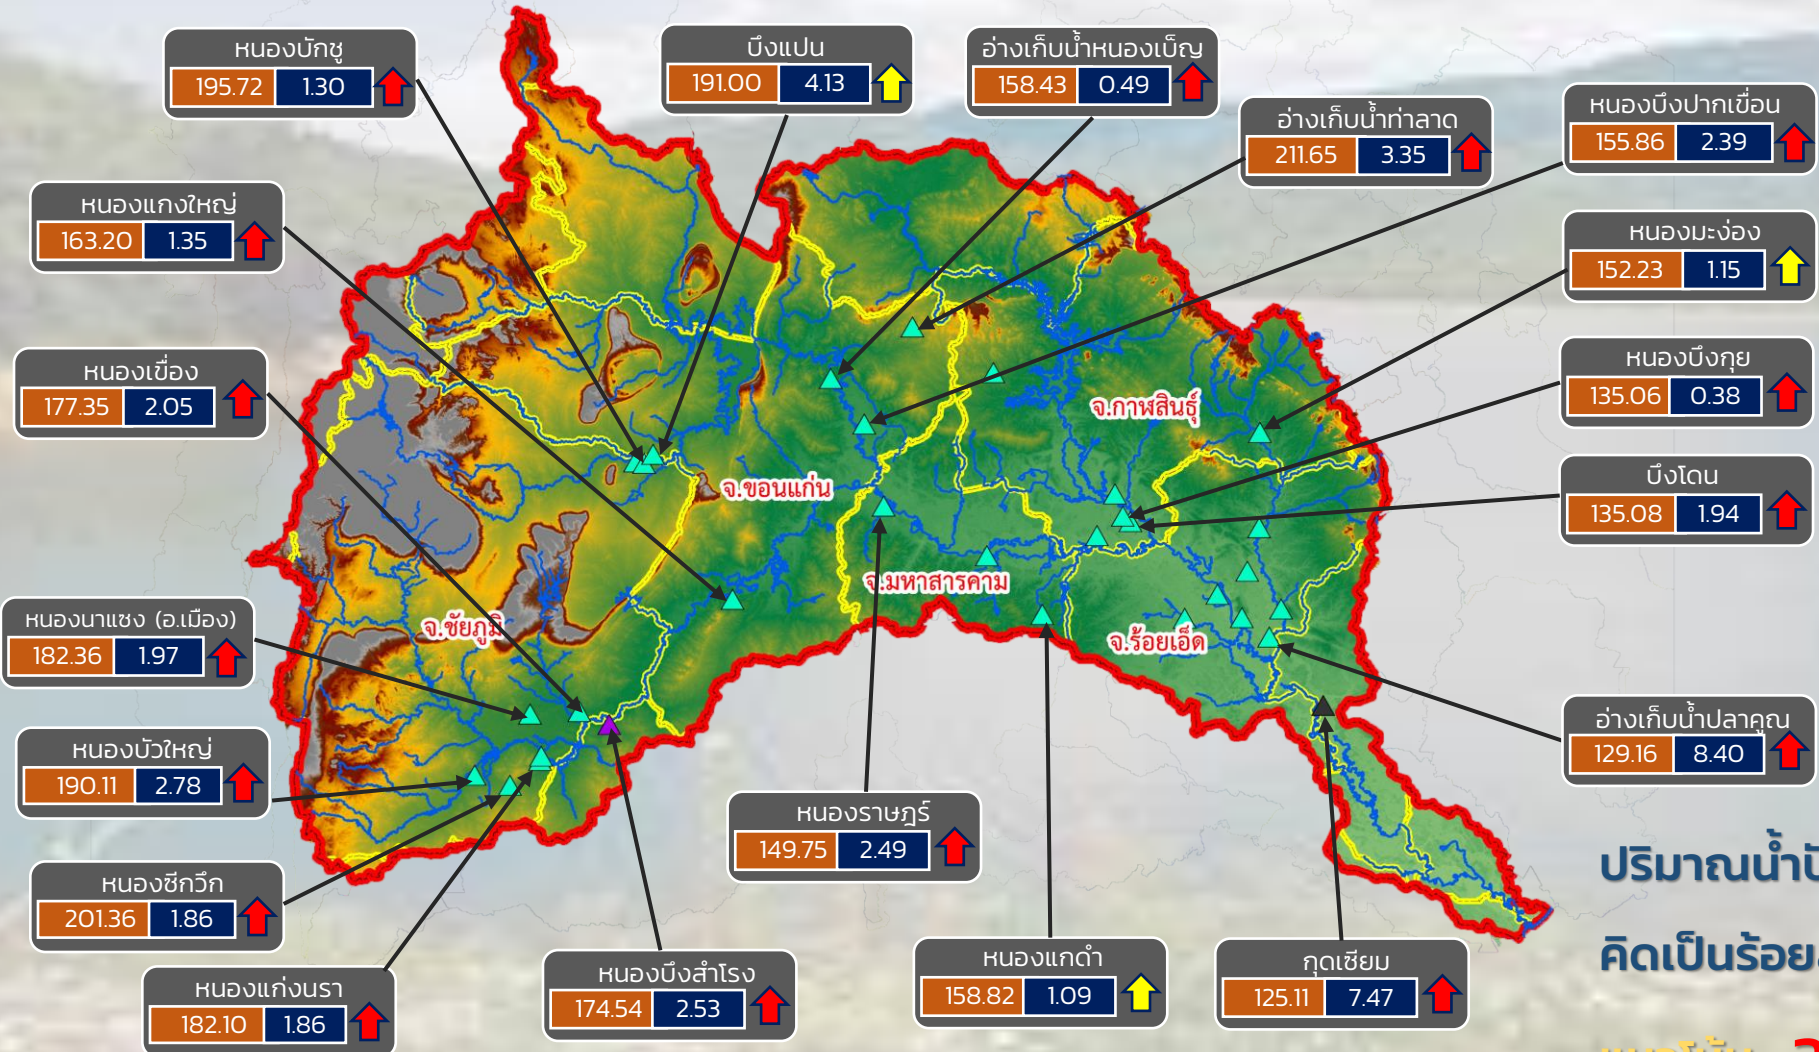 หนองบักชู
195.72 1.30
บึงแปน
191.00 4.13
อ่างเก็บน้ำหนองเบ็ญ
158.43 0.49
อ่างเก็บน้ำท่าลาด
211.65 3.35
หนองบึงปากเขื่อน
155.86 2.39
หนองแกงใหญ่
163.20 1.35
หนองมะง่อง
152.23 1.15
หนองเขื่อง
177.35 2.05
หนองบึงกุย
135.06 0.38
จ.กาฬสินธุ์
จ.ขอนแก่น
บึงโดน
135.08 1.94
จ.มหาสารคาม
จ.ชัยภูมิ
จ.ร้อยเอ็ด
หนองนาแซง (อ.เมือง)
182.36 1.97
อ่างเก็บน้ำปลาคูณ
129.16 8.40
หนองบัวใหญ่
190.11 2.78
หนองราษฎร์
149.75 2.49
หนองซีกวึก
201.36 1.86
หนองแก่งนรา
182.10 1.86
หนองบึงสำโรง
174.54 2.53
หนองแกดำ
158.82 1.09
กุดเซียม
125.11 7.47
ปริมาณน้ำ
คิดเป็นร้อย